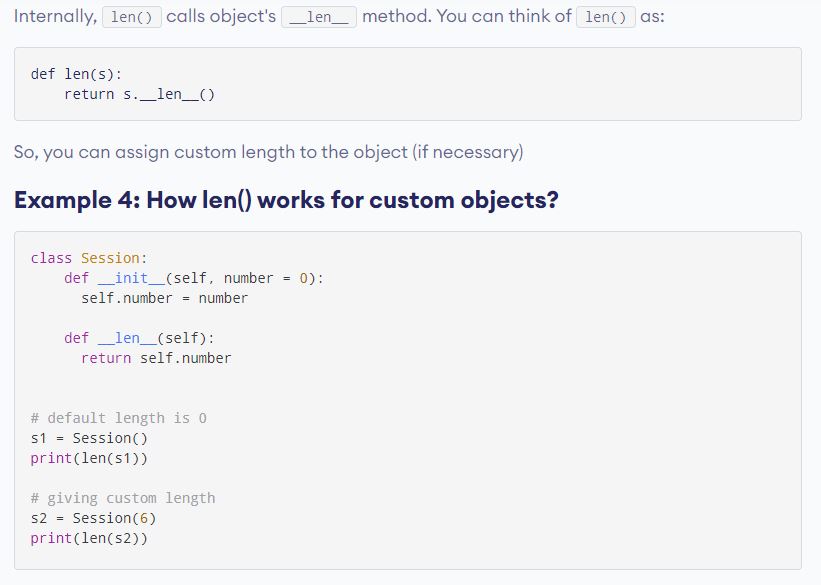 Internally, len() calls object's __len__ method. You can think of len() as:
def len(s):
    return s.__len__()
So, you can assign custom length to the object (if necessary)
Example 4: How len() works for custom objects?
class Session:
    def __init__(self, number = 0):
      self.number = number
    def __len__(self):
      return self.number
# default length is 0
s1 = Session()
print(len(s1))
# giving custom length
s2 = Session(6)
print(len(s2))